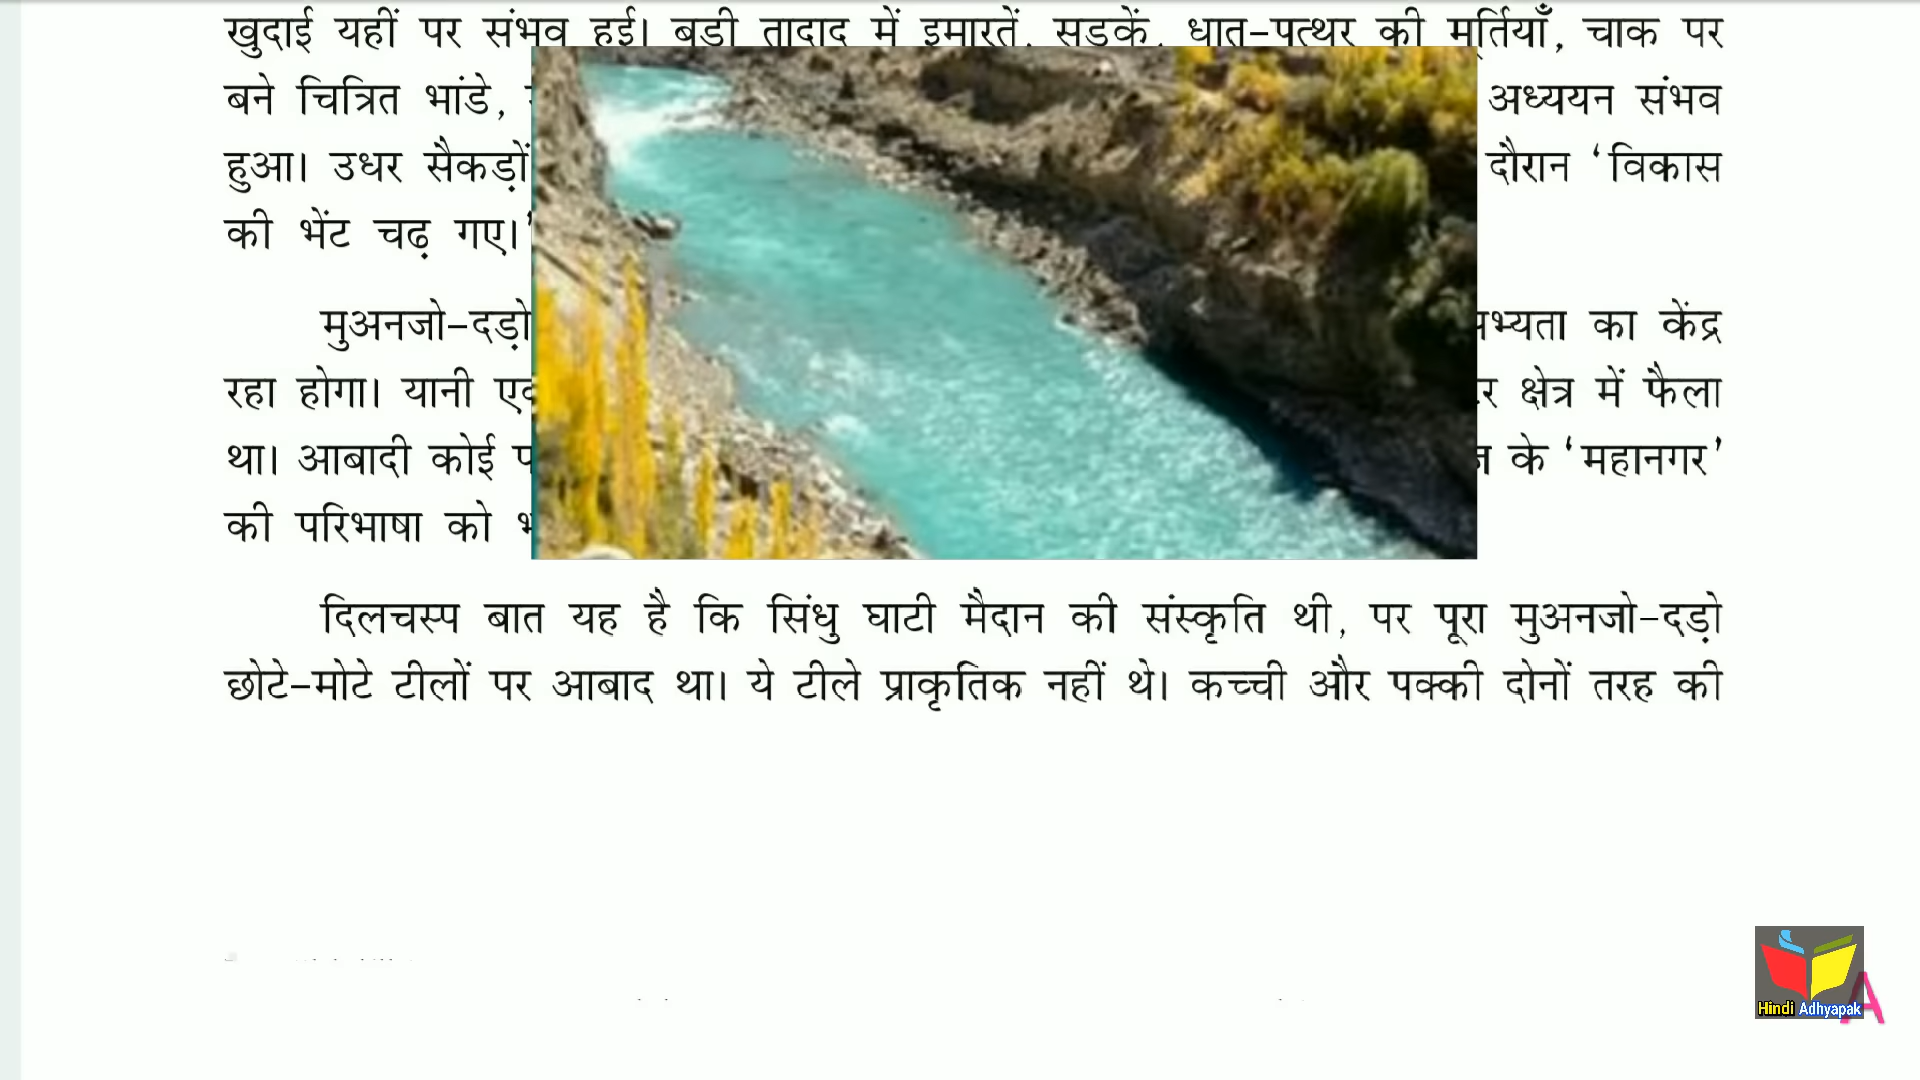 खुदाई यहीं पर संभव हुई। बड़ी तादाद में इमारतें, सड़कें, धातु-पत्थर की मूर्तियाँ, चाक पर
बने चित्रित भांडे, अध्ययन संभव
हुआ। उधर सैकड़ों दौरान ‘विकास
की भेंट चढ़ गए।’
मुअनजो-दड़ो का केंद्र
रहा होगा। यानी क्षेत्र में फैला
था। आबादी कोई के ‘महानगर’
की परिभाषा को
दिलचस्प बात यह है कि सिंधु घाटी मैदान की संस्कृति थी, पर पूरा मुअनजो-दड़ो
छोटे-मोटे टीलों पर आबाद था। ये टीले प्राकृतिक नहीं थे। कच्ची और पक्की दोनों तरह की
Hindi Adhyapak
A